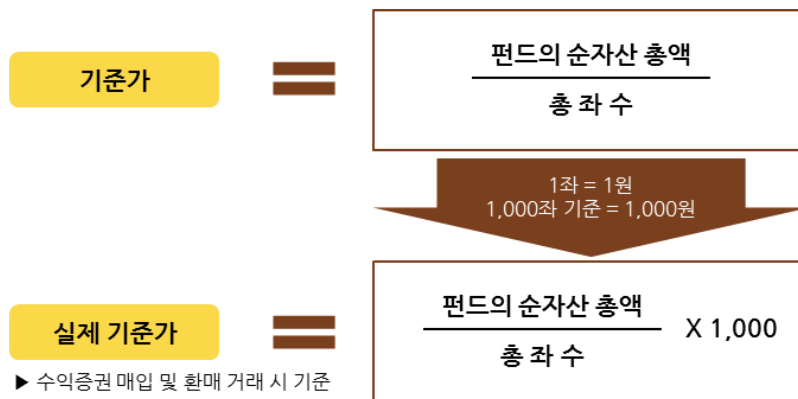 기준가
펀드의 순자산 총액
총 좌 수
1좌 = 1원
1,000좌 기준 = 1,000원
실제 기준가
펀드의 순자산 총액
총 좌 수
X 1,000
▶ 수익증권 매입 및 환매 거래 시 기준